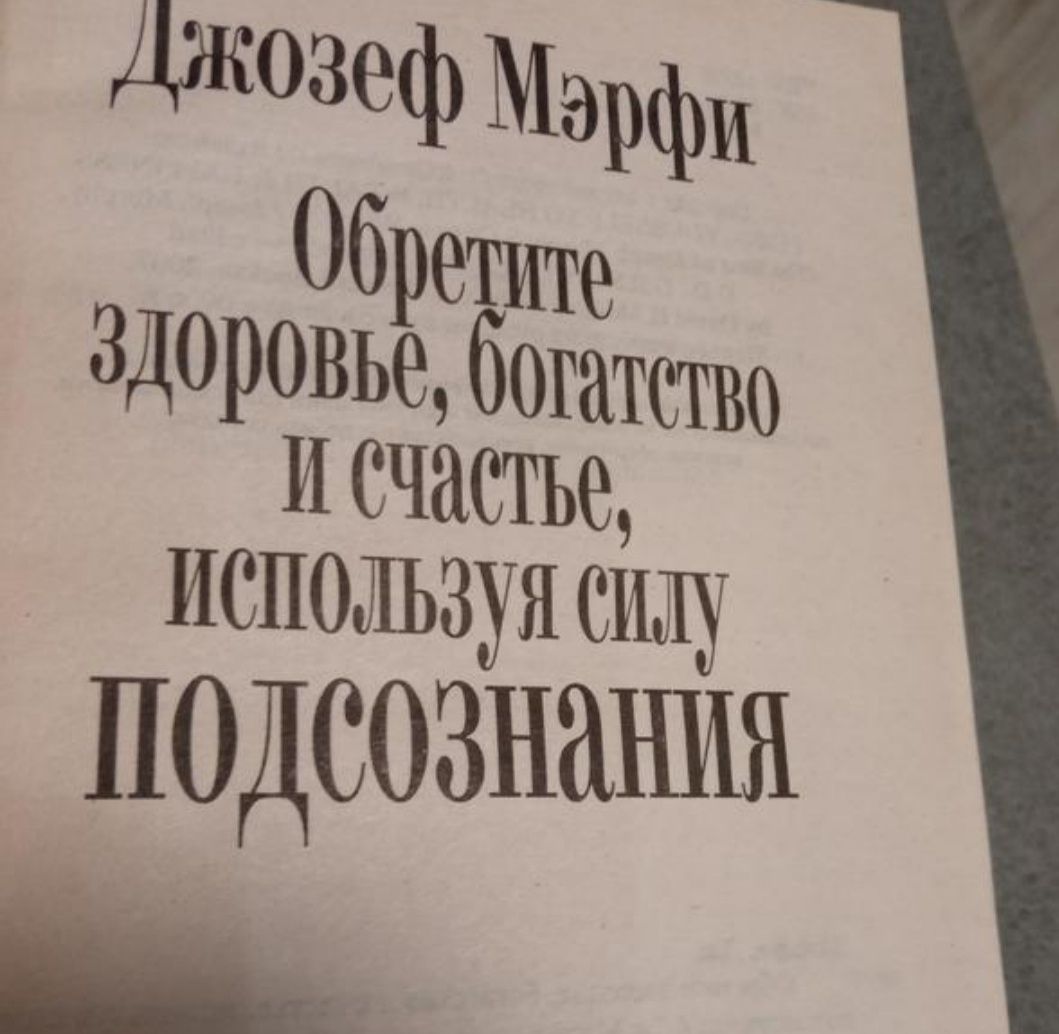 Джозеф Мэрфи
Обретите
здоровье, богатство
и счастье,
используя силу
подсознания